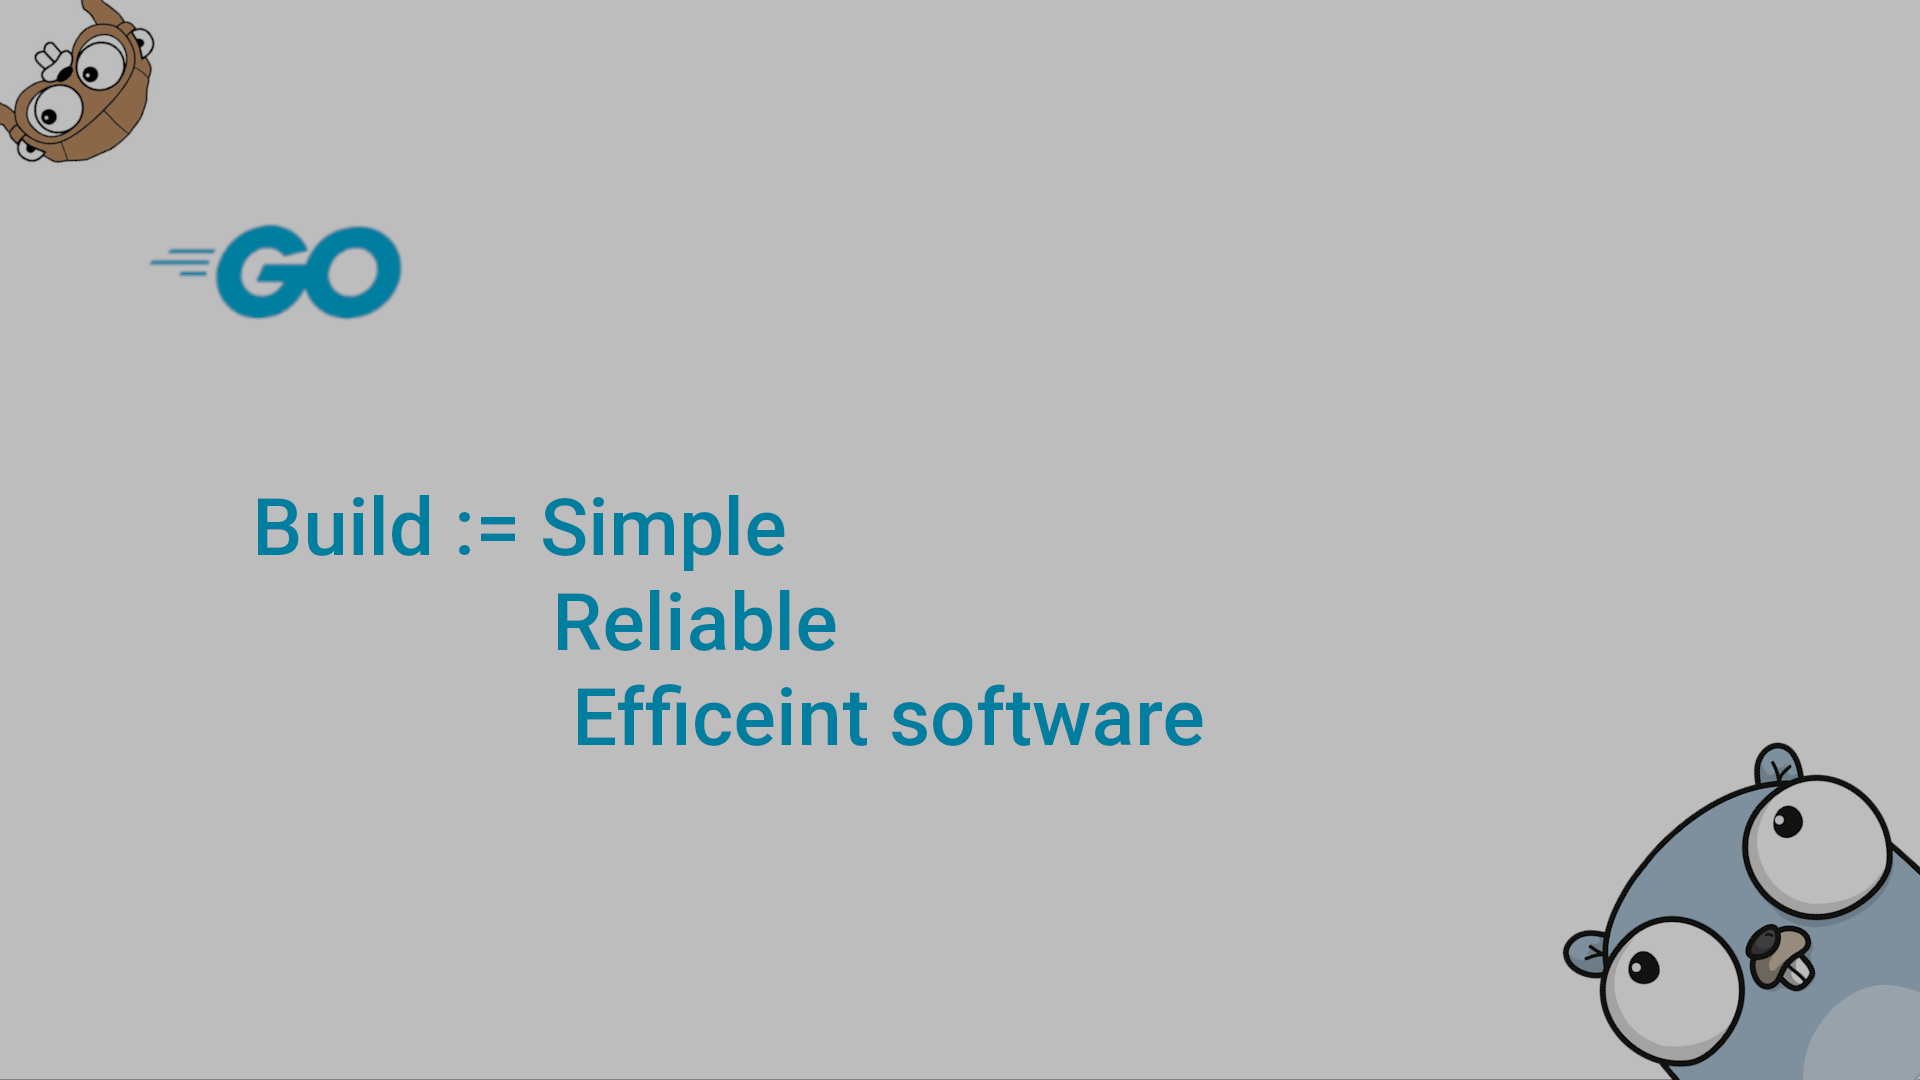 GO
Build := Simple
Reliable
Efficeint software